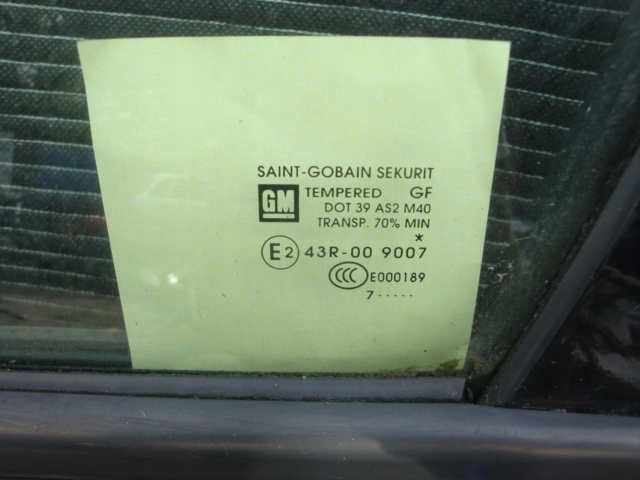 SAINT-GOBAIN SEKURIT
GM TEMPERED GF
DOT 39 AS2 M40
TRANSP. 70% MIN
*
E2 43R-00 9007
CCC E000189
7·····